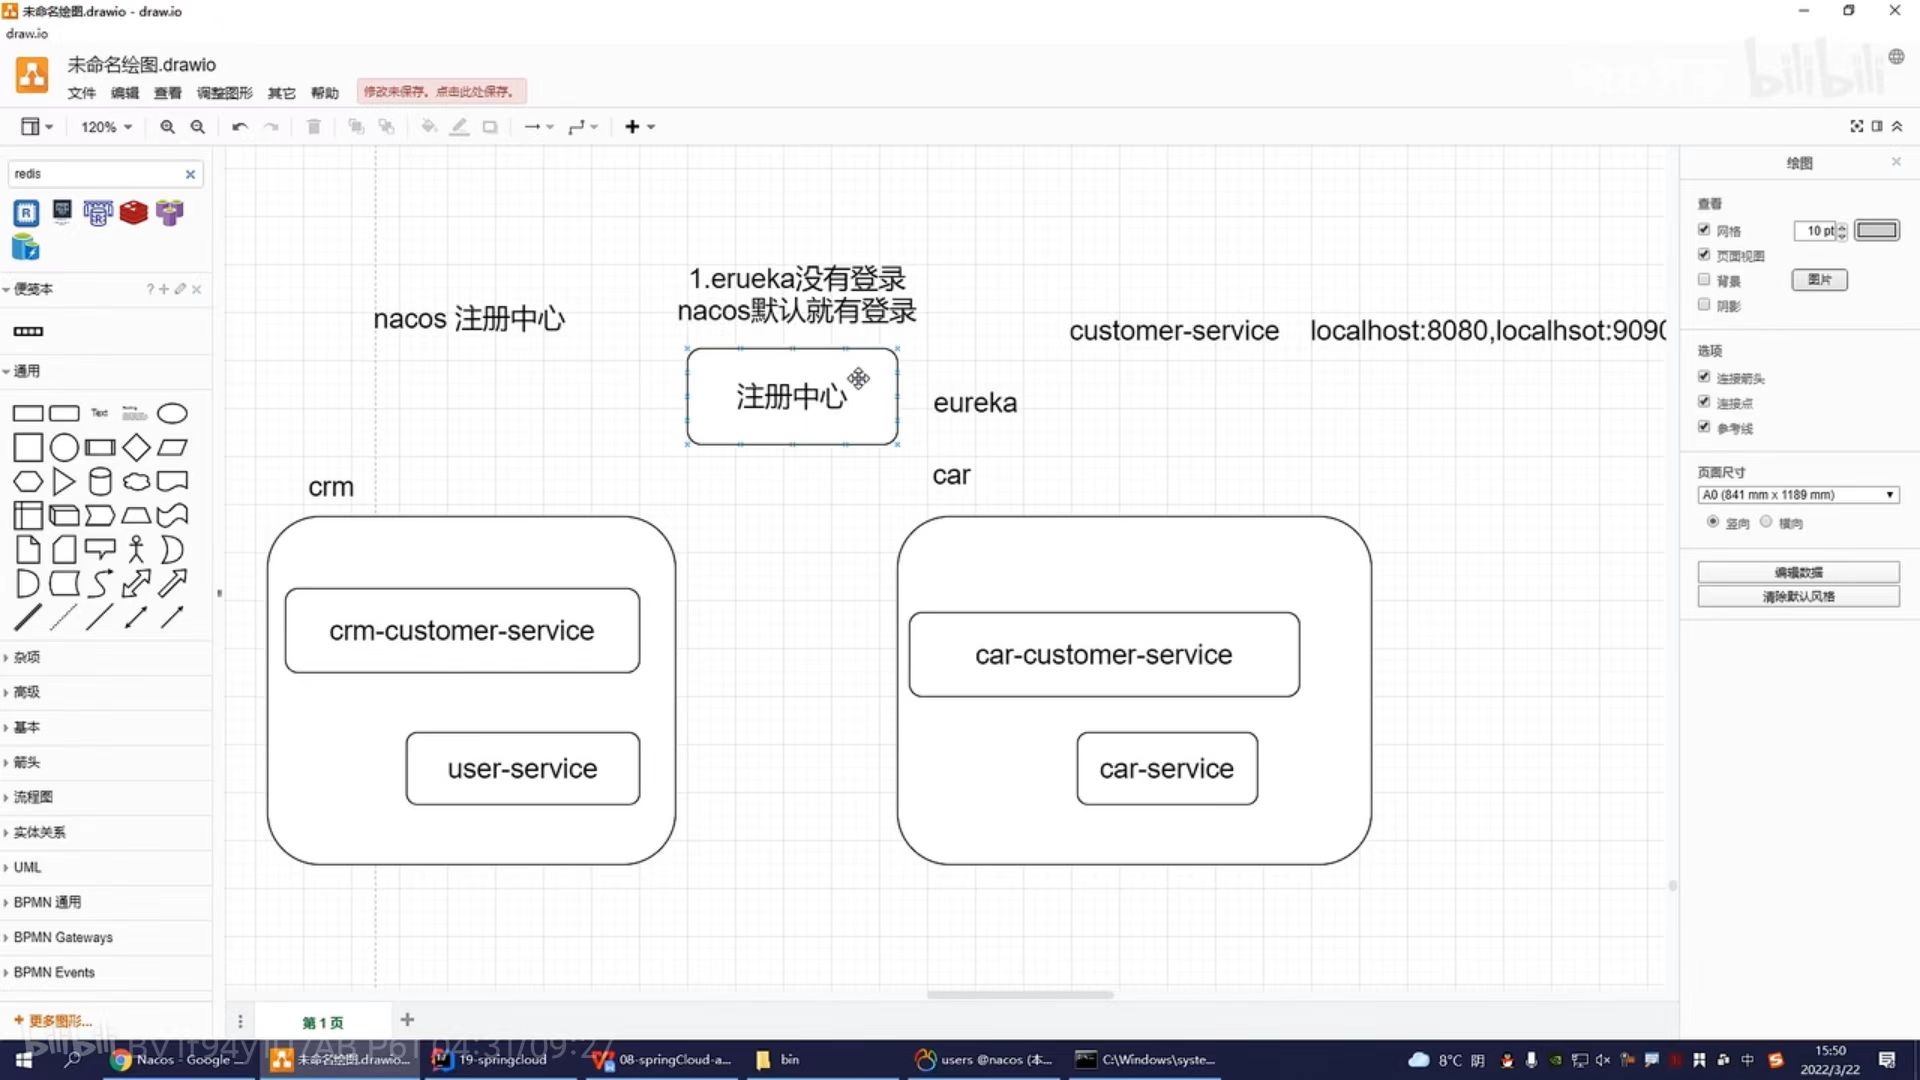 未命名绘图.drawio - draw.io
draw.io
未命名绘图.drawio
文件 编辑 查看 调整图形 其它 帮助 修改未保存。点击此处保存。
bilibili
120%
redis
便笺本
?
通用
Text
杂项
高级
基本
箭头
流程图
实体关系
UML
BPMN 通用
BPMN Gateways
BPMN Events
更多图形...
nacos 注册中心
1.erueka没有登录
nacos默认就有登录
customer-service localhost:8080,localhsot:9090
注册中心
eureka
crm
car
crm-customer-service
user-service
car-customer-service
car-service
绘图
查看
网格 10 pt
页面视图
背景 图片
阴影
选项
连接箭头
连接点
参考线
页面尺寸
A0 (841 mm x 1189 mm)
竖向 横向
编辑数据
清除默认风格
第 1 页
bilibili
Nacos - Google ...
未命名绘图.drawio...
19-springcloud
08-springCloud-a...
bin
users @nacos (本...
C:\Windows\syste...
8°C 阴
中
15:50
2022/3/22